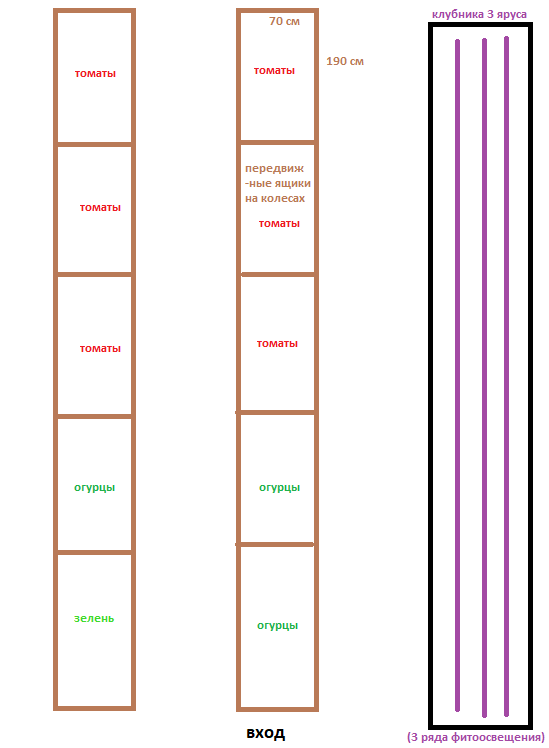 клубника 3 яруса
70 см
190 см
томаты
томаты
передвиж
-ные ящики
на колесах
томаты
томаты
томаты
томаты
огурцы
огурцы
зелень
огурцы
вход
(3 ряда фитоосвещения)